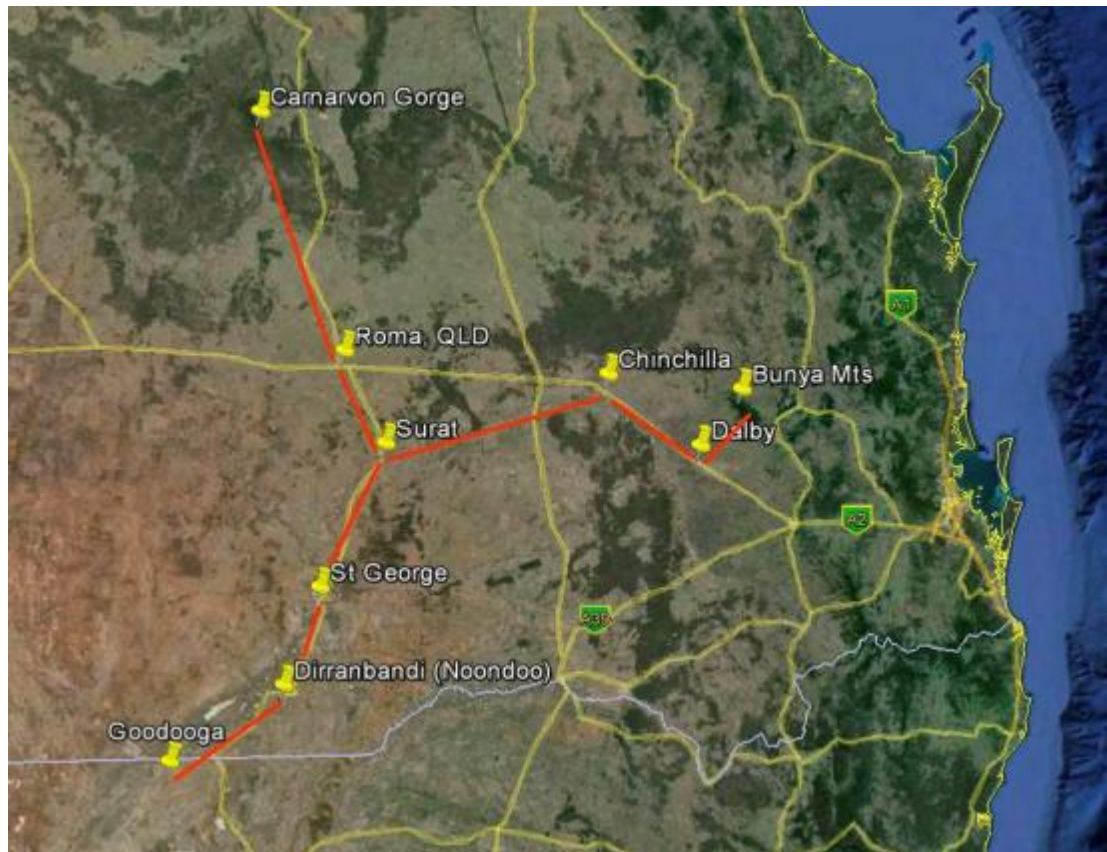 Carnarvon Gorge
A1
Roma, QLD
Chinchilla
Bunya Mts
Surat
Dalby
A2
St George
Dirranbandi (Noondoo)
Goodooga